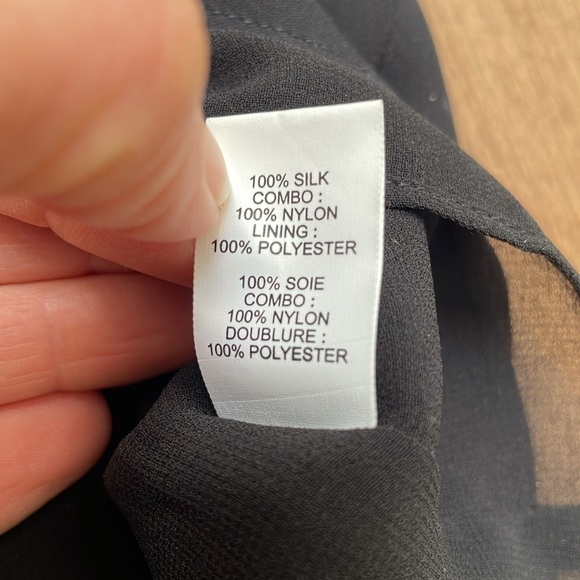 100% SILK
COMBO :
100% NYLON
LINING :
100% POLYESTER
100% SOIE
COMBO :
100% NYLON
DOUBLURE :
100% POLYESTER